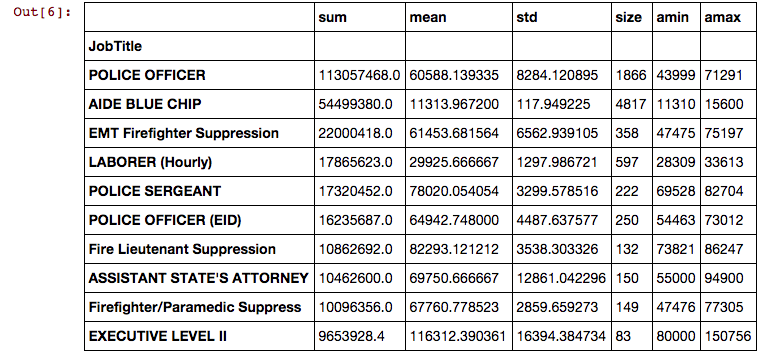 Out[6]: sum mean std size amin amax
JobTitle
POLICE OFFICER 113057468.0 60588.139335 8284.120895 1866 43999 71291
AIDE BLUE CHIP 54499380.0 11313.967200 117.949225 4817 11310 15600
EMT Firefighter Suppression 22000418.0 61453.681564 6562.939105 358 47475 75197
LABORER (Hourly) 17865623.0 29925.666667 1297.986721 597 28309 33613
POLICE SERGEANT 17320452.0 78020.054054 3299.578516 222 69528 82704
POLICE OFFICER (EID) 16235687.0 64942.748000 4487.637577 250 54463 73012
Fire Lieutenant Suppression 10862692.0 82293.121212 3538.303326 132 73821 86247
ASSISTANT STATE'S ATTORNEY 10462600.0 69750.666667 12861.042296 150 55000 94900
Firefighter/Paramedic Suppress 10096356.0 67760.778523 2859.659273 149 47476 77305
EXECUTIVE LEVEL II 9653928.4 116312.390361 16394.384734 83 80000 150756